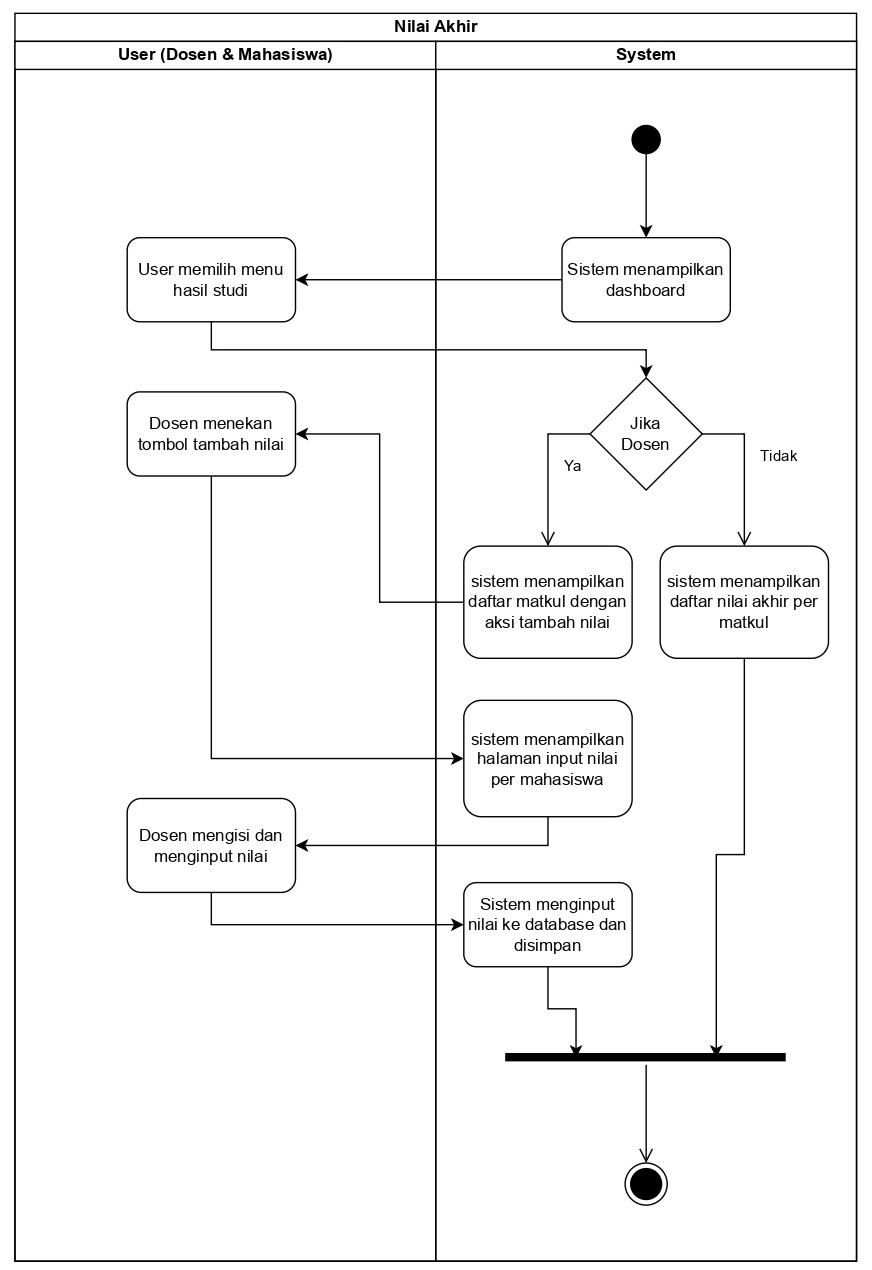 Nilai Akhir
User (Dosen & Mahasiswa)
System
Sistem menampilkan
dashboard
User memilih menu
hasil studi
Jika
Dosen
Ya
Tidak
sistem menampilkan
daftar matkul dengan
aksi tambah nilai
sistem menampilkan
daftar nilai akhir per
matkul
Dosen menekan
tombol tambah nilai
sistem menampilkan
halaman input nilai
per mahasiswa
Dosen mengisi dan
menginput nilai
Sistem menginput
nilai ke database dan
disimpan